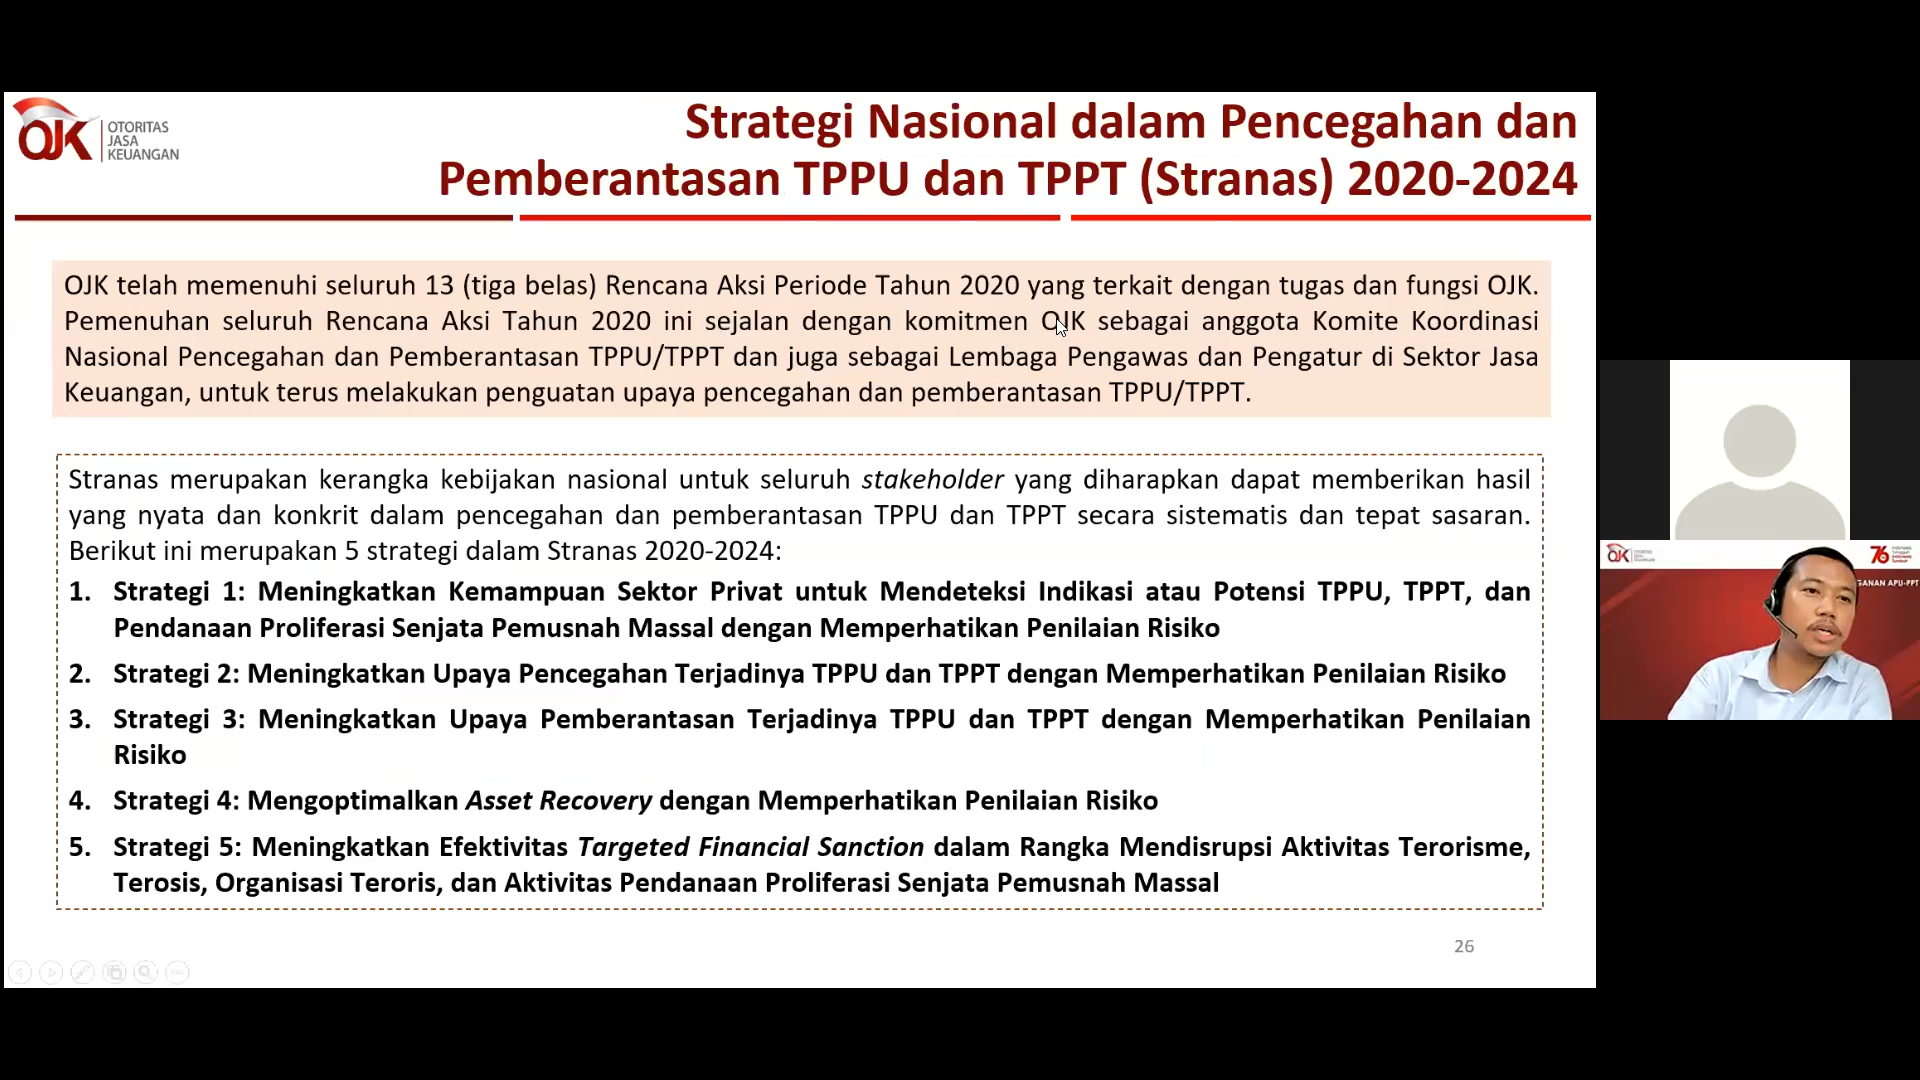 OJK OTORITAS
JASA
KEUANGAN
Strategi Nasional dalam Pencegahan dan
Pemberantasan TPPU dan TPPT (Stranas) 2020-2024
OJK telah memenuhi seluruh 13 (tiga belas) Rencana Aksi Periode Tahun 2020 yang terkait dengan tugas dan fungsi OJK.
Pemenuhan seluruh Rencana Aksi Tahun 2020 ini sejalan dengan komitmen OJK sebagai anggota Komite Koordinasi
Nasional Pencegahan dan Pemberantasan TPPU/TPPT dan juga sebagai Lembaga Pengawas dan Pengatur di Sektor Jasa
Keuangan, untuk terus melakukan penguatan upaya pencegahan dan pemberantasan TPPU/TPPT.
Stranas merupakan kerangka kebijakan nasional untuk seluruh stakeholder yang diharapkan dapat memberikan hasil
yang nyata dan konkrit dalam pencegahan dan pemberantasan TPPU dan TPPT secara sistematis dan tepat sasaran.
Berikut ini merupakan 5 strategi dalam Stranas 2020-2024:
1. Strategi 1: Meningkatkan Kemampuan Sektor Privat untuk Mendeteksi Indikasi atau Potensi TPPU, TPPT, dan
Pendanaan Proliferasi Senjata Pemusnah Massal dengan Memperhatikan Penilaian Risiko
2. Strategi 2: Meningkatkan Upaya Pencegahan Terjadinya TPPU dan TPPT dengan Memperhatikan Penilaian Risiko
3. Strategi 3: Meningkatkan Upaya Pemberantasan Terjadinya TPPU dan TPPT dengan Memperhatikan Penilaian
Risiko
4. Strategi 4: Mengoptimalkan Asset Recovery dengan Memperhatikan Penilaian Risiko
5. Strategi 5: Meningkatkan Efektivitas Targeted Financial Sanction dalam Rangka Mendisrupsi Aktivitas Terorisme,
Terosis, Organisasi Teroris, dan Aktivitas Pendanaan Proliferasi Senjata Pemusnah Massal
26
OJK
76
GANAN APU-PPT